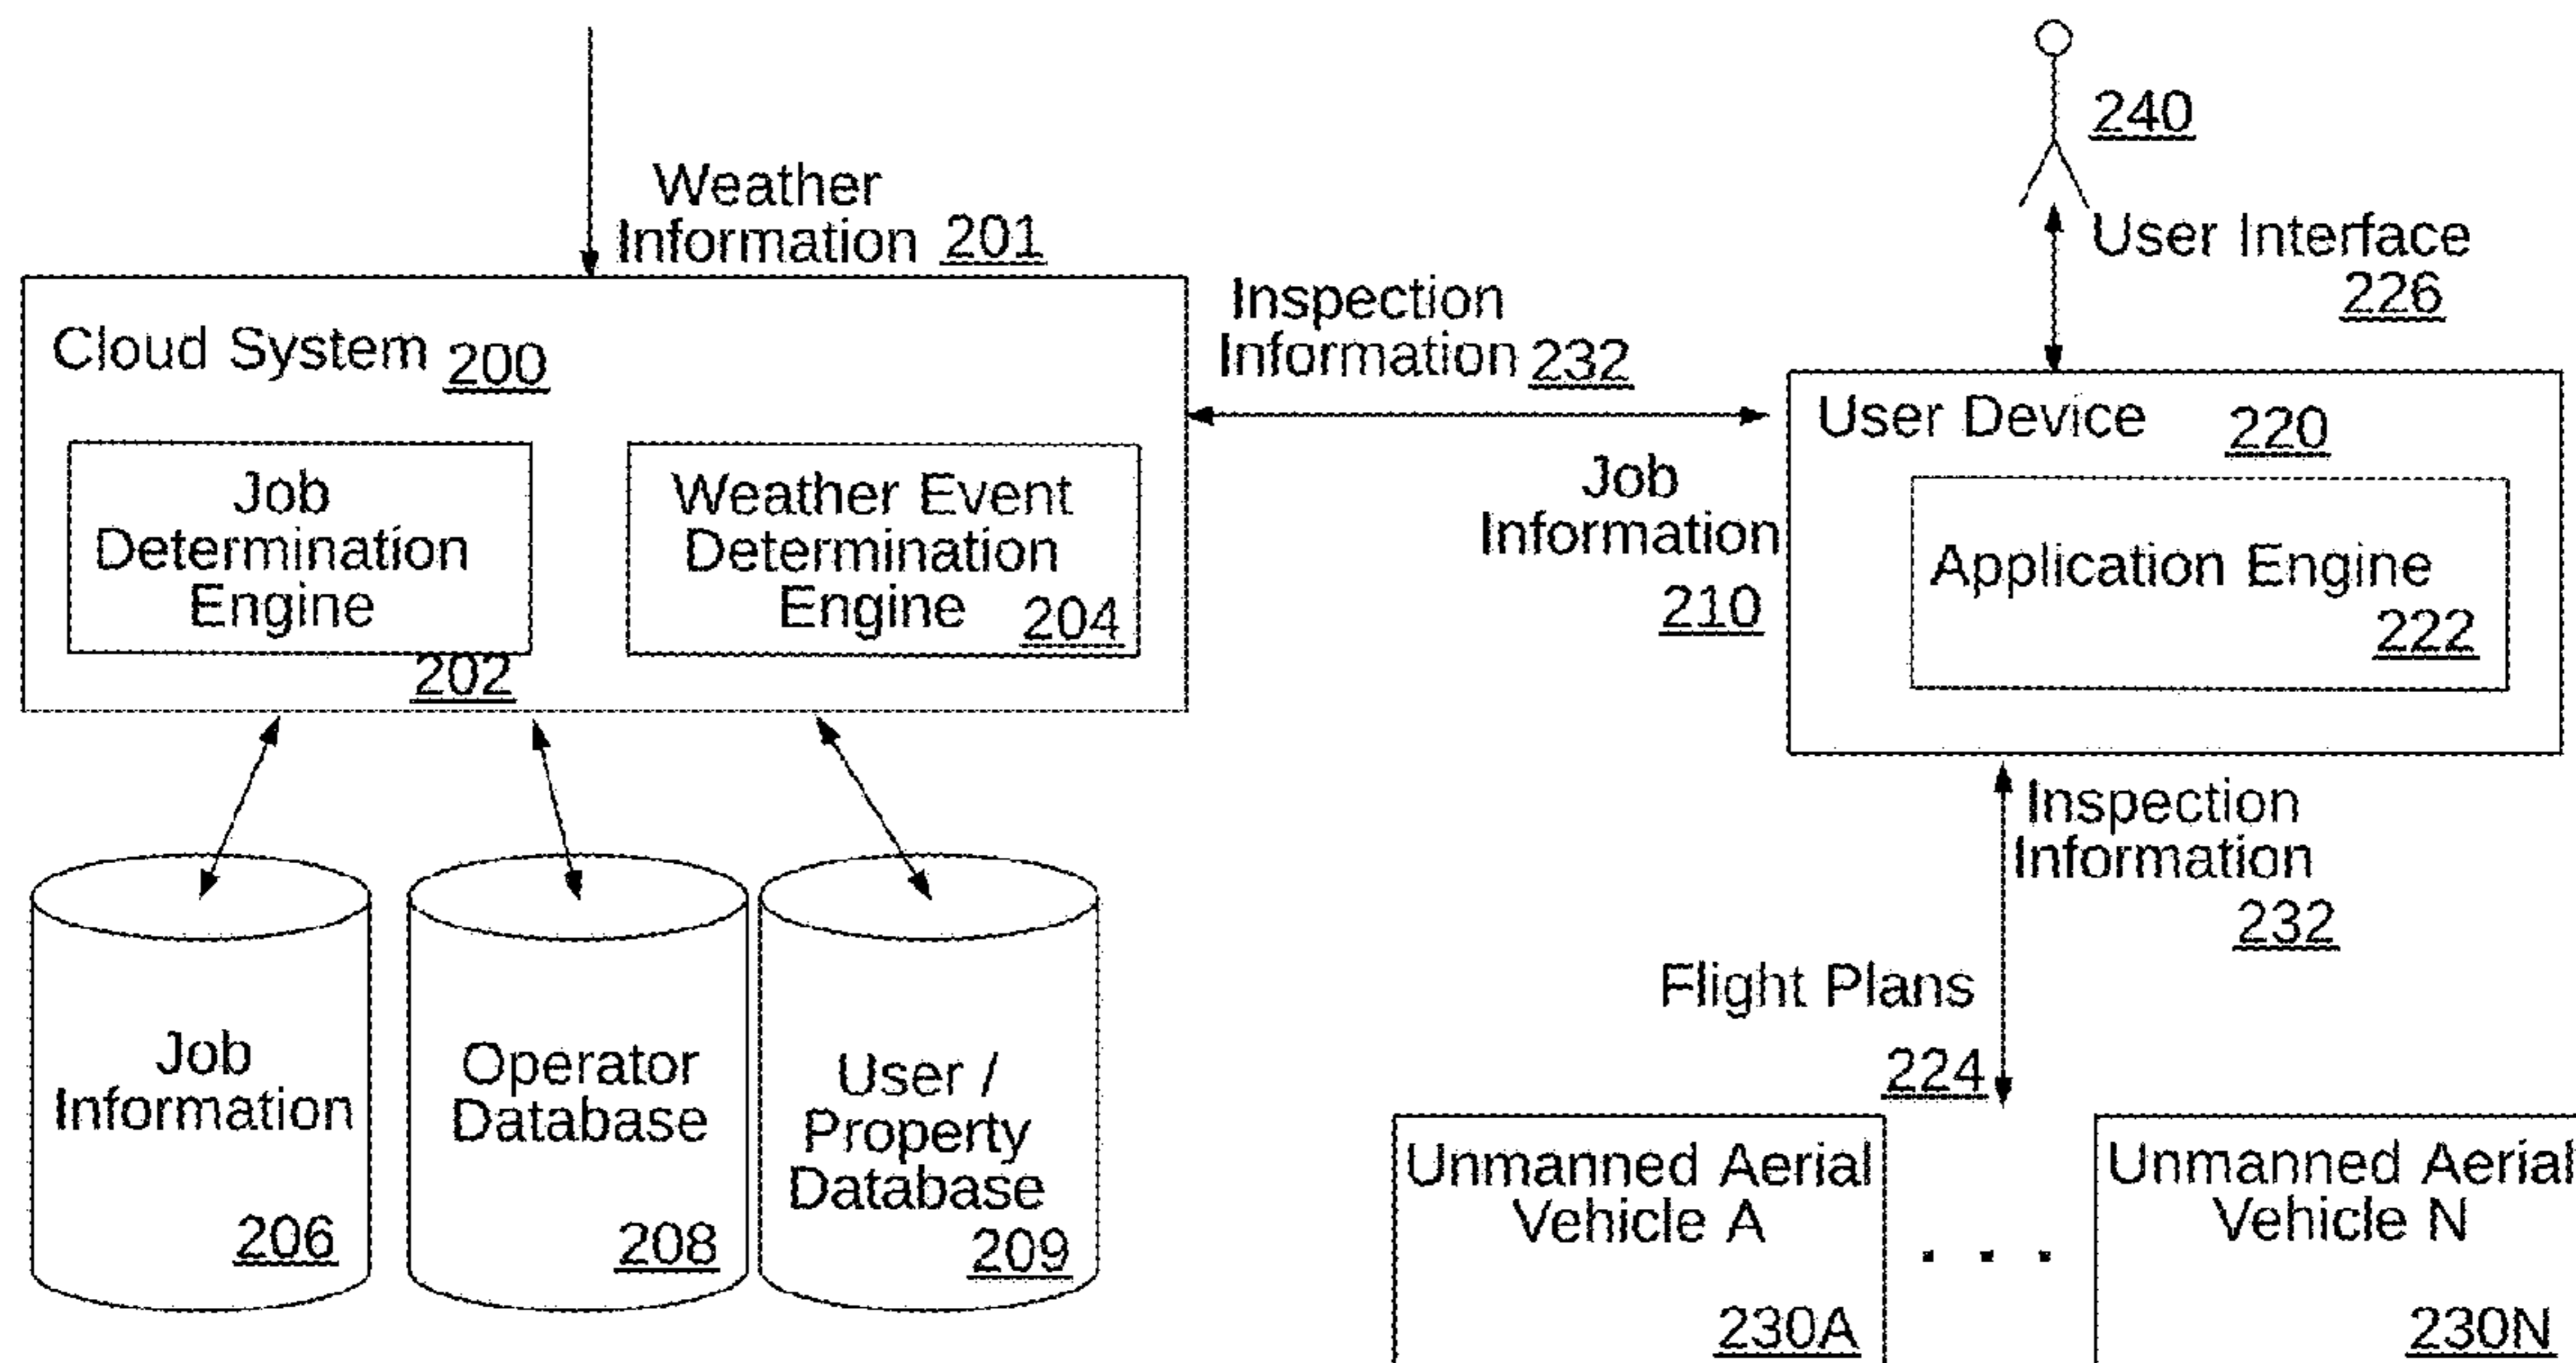 240
Weather
Information 201
User Interface
226
Inspection
Information 232
Cloud System 200
User Device 220
Job
Determination
Engine
202
Weather Event
Determination
Engine 204
Job
Information
210
Application Engine
222
Inspection
Information
232
Flight Plans
224
Job
Information
206
Operator
Database
208
User /
Property
Database
209
Unmanned Aerial
Vehicle A
230A
. . .
Unmanned Aerial
Vehicle N
230N